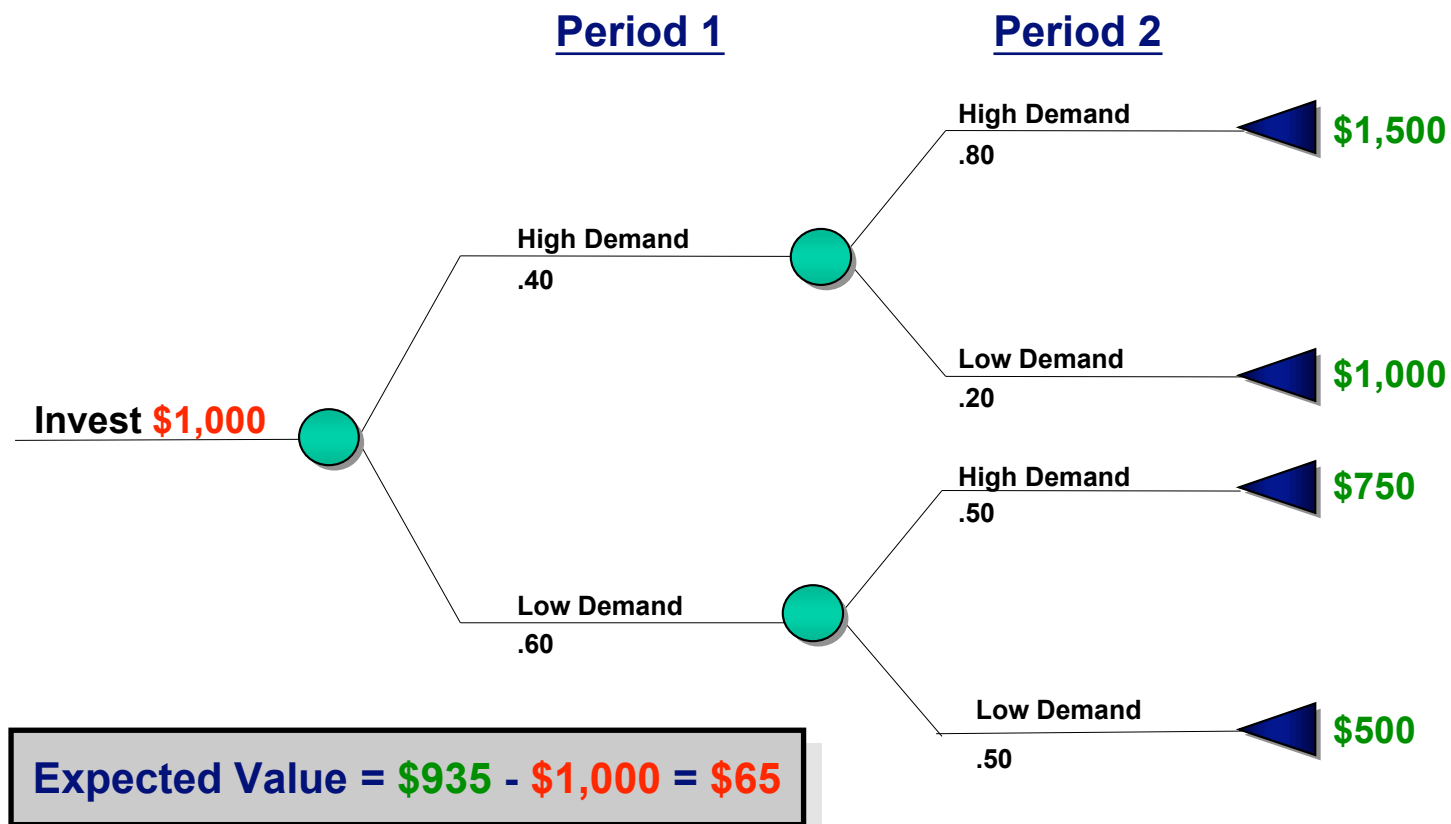 Period 1
Period 2
High Demand
.80
$1,500
High Demand
.40
Low Demand
.20
$1,000
Invest $1,000
High Demand
.50
$750
Low Demand
.60
Low Demand
.50
$500
Expected Value = $935 - $1,000 = $65